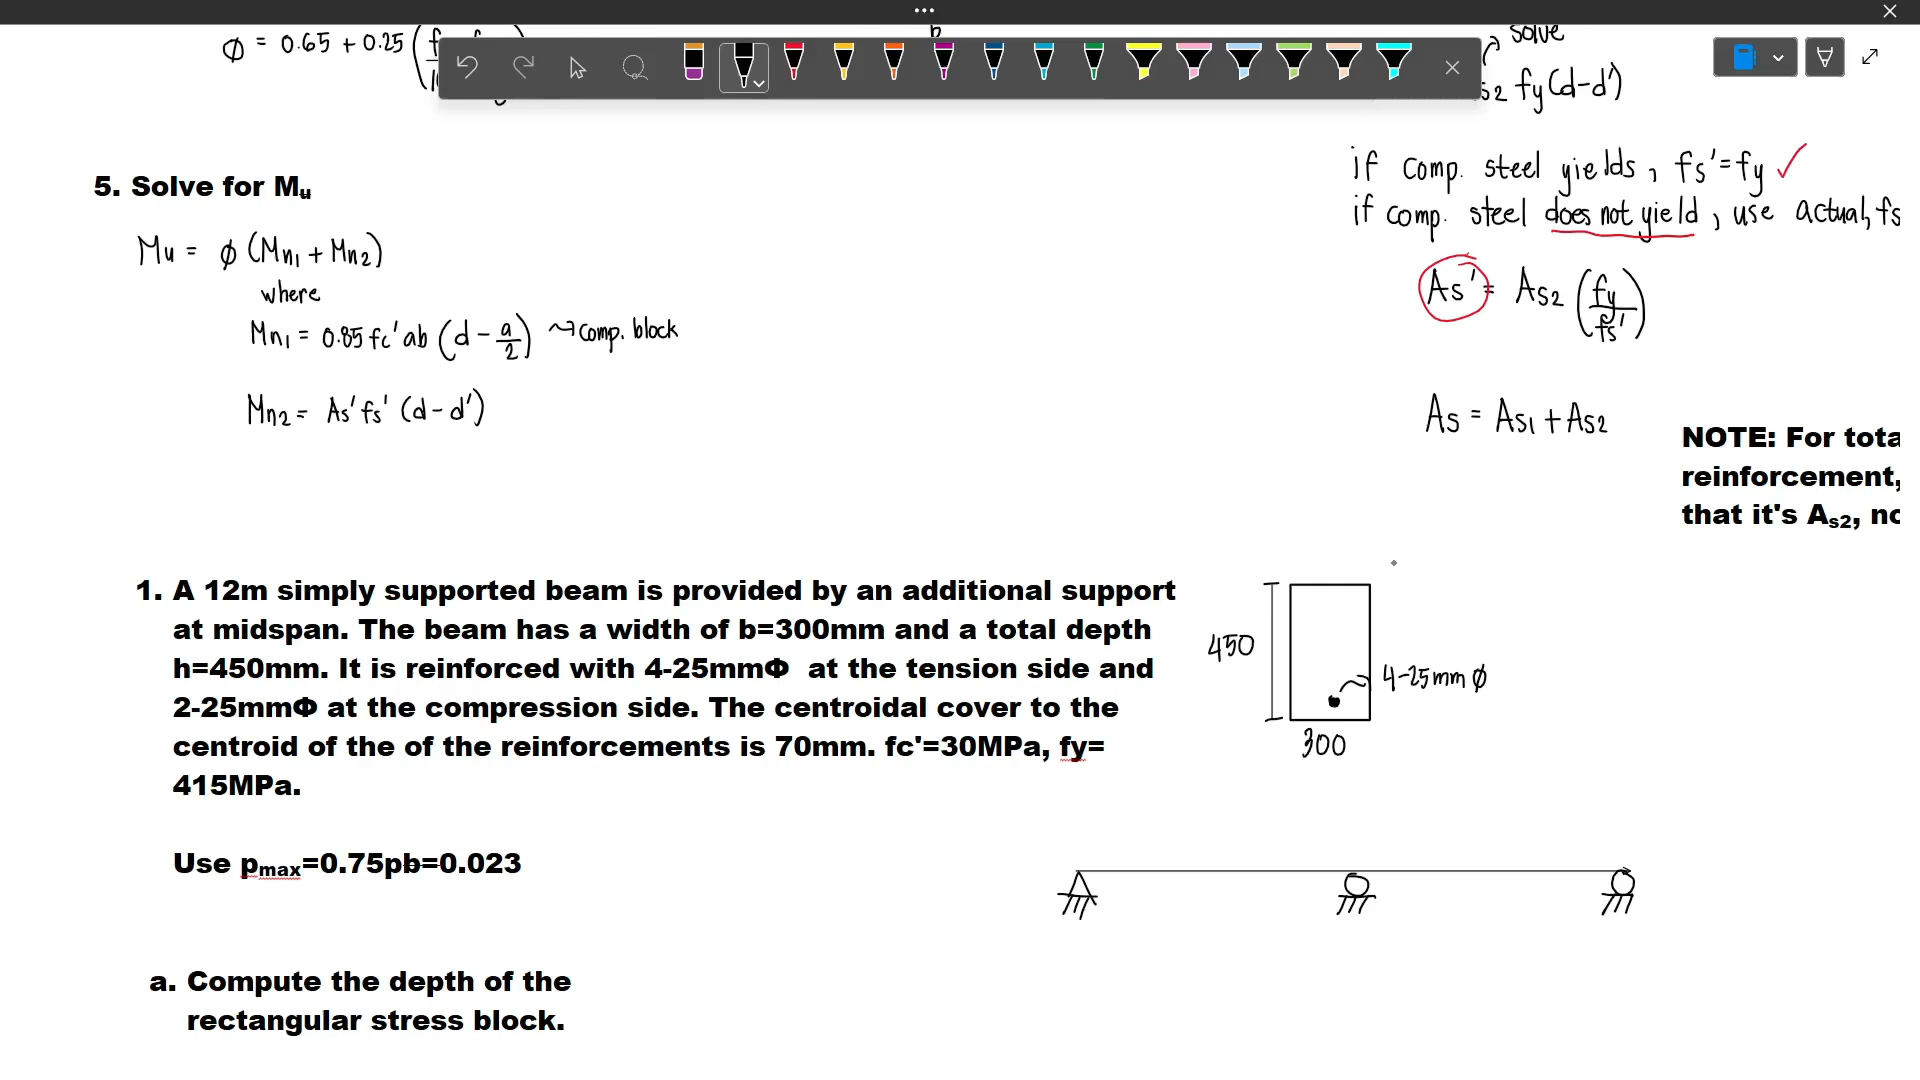 ϕ = 0.65 + 0.25 (
b
solve
s2 fy(d-d')
if comp. steel yields, fs'=fy ✓
if comp. steel does not yield, use actual, fs
As' = As2 (fy/fs')
As = As1 + As2
NOTE: For tota
reinforcement,
that it's As2, no
5. Solve for Mu
Mu = ϕ (Mn1 + Mn2)
where
Mn1 = 0.85 fc' ab (d - a/2) ⤳ comp. block
Mn2 = As' fs' (d-d')
1. A 12m simply supported beam is provided by an additional support
at midspan. The beam has a width of b=300mm and a total depth
h=450mm. It is reinforced with 4-25mmΦ at the tension side and
2-25mmΦ at the compression side. The centroidal cover to the
centroid of the of the reinforcements is 70mm. fc'=30MPa, fy=
415MPa.
Use pmax=0.75pb=0.023
450
4-25mm ϕ
300
a. Compute the depth of the
rectangular stress block.